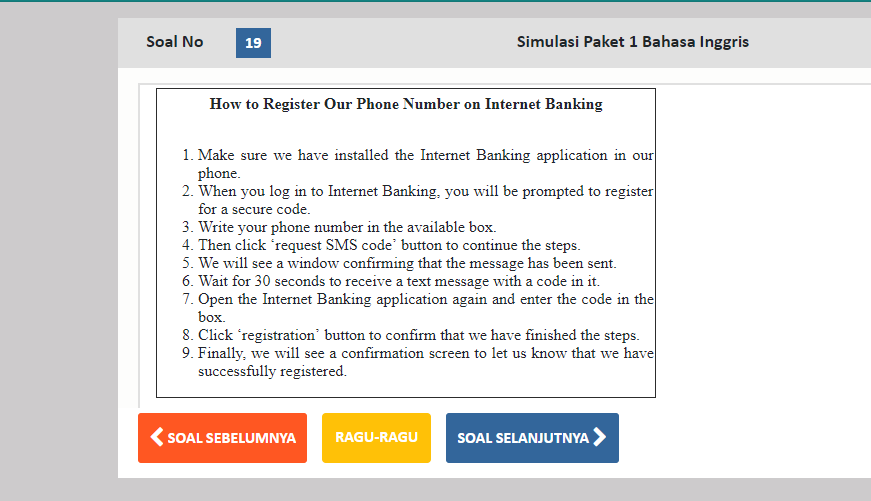 Soal No 19 Simulasi Paket 1 Bahasa Inggris
How to Register Our Phone Number on Internet Banking
1. Make sure we have installed the Internet Banking application in our
phone.
2. When you log in to Internet Banking, you will be prompted to register
for a secure code.
3. Write your phone number in the available box.
4. Then click ‘request SMS code’ button to continue the steps.
5. We will see a window confirming that the message has been sent.
6. Wait for 30 seconds to receive a text message with a code in it.
7. Open the Internet Banking application again and enter the code in the
box.
8. Click ‘registration’ button to confirm that we have finished the steps.
9. Finally, we will see a confirmation screen to let us know that we have
successfully registered.
SOAL SEBELUMNYA RAGU-RAGU SOAL SELANJUTNYA